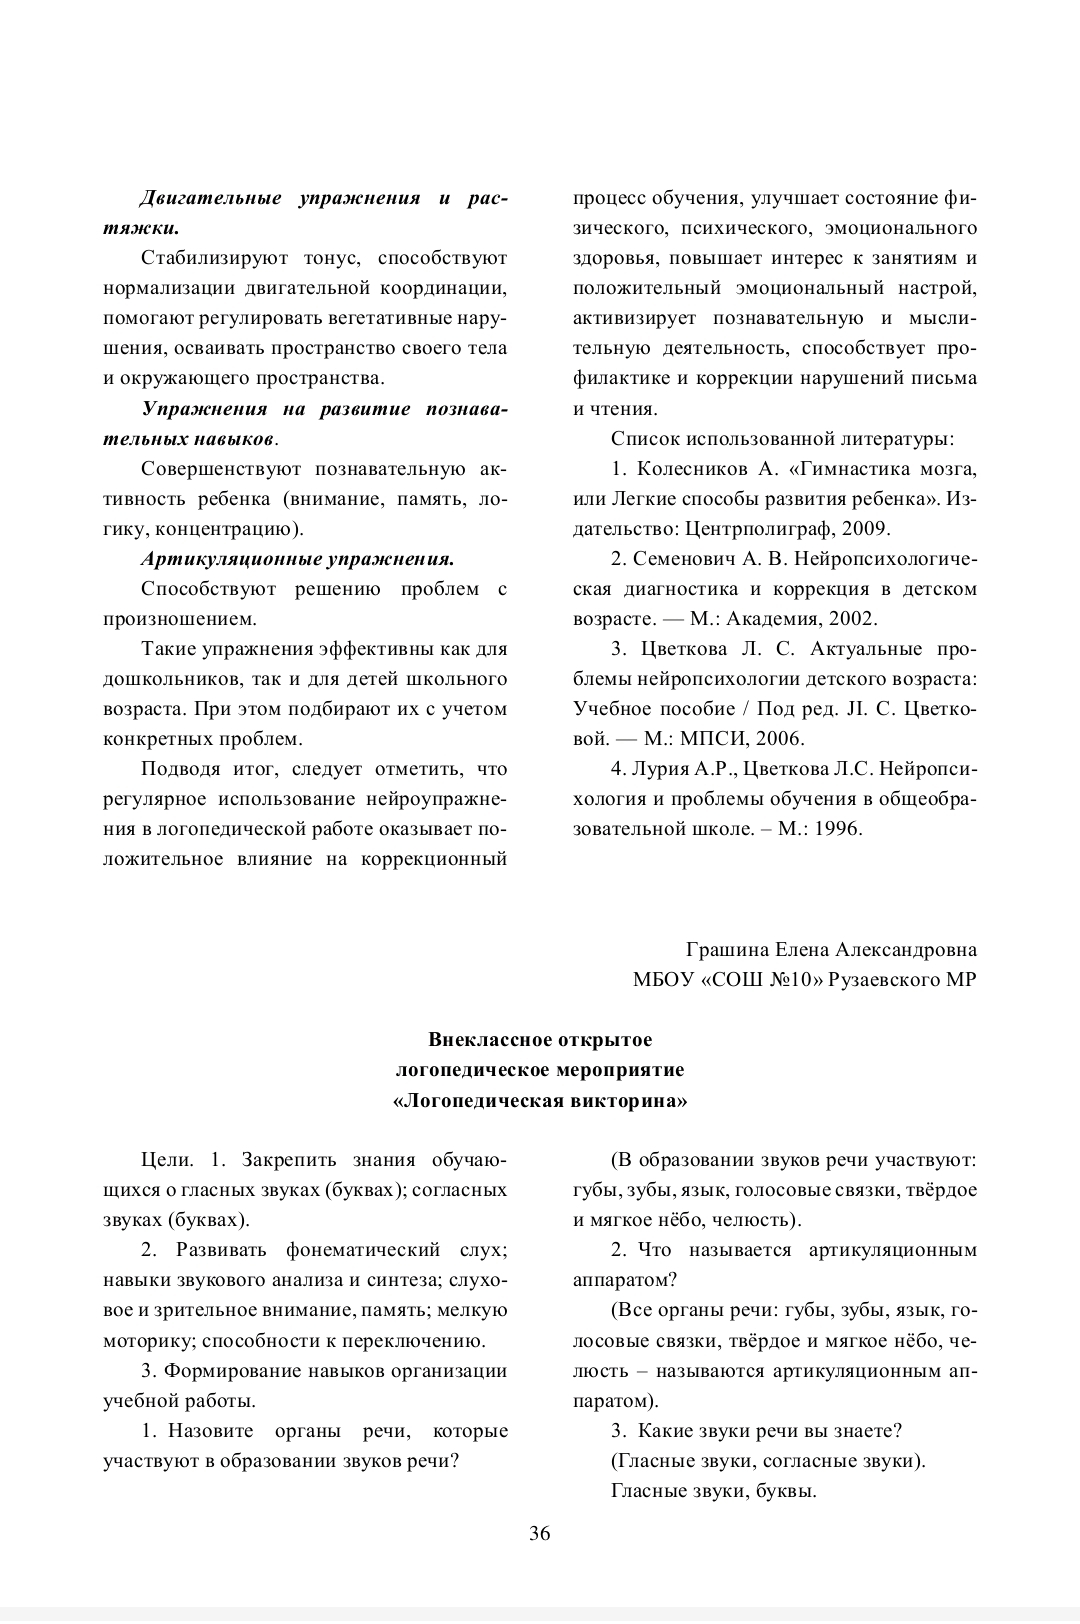 Двигательные упражнения и рас-
тяжки.
Стабилизируют тонус, способствуют
нормализации двигательной координации,
помогают регулировать вегетативные нару-
шения, осваивать пространство своего тела
и окружающего пространства.
Упражнения на развитие познава-
тельных навыков.
Совершенствуют познавательную ак-
тивность ребенка (внимание, память, ло-
гику, концентрацию).
Артикуляционные упражнения.
Способствуют решению проблем с
произношением.
Такие упражнения эффективны как для
дошкольников, так и для детей школьного
возраста. При этом подбирают их с учетом
конкретных проблем.
Подводя итог, следует отметить, что
регулярное использование нейроупражне-
ния в логопедической работе оказывает по-
ложительное влияние на коррекционный
процесс обучения, улучшает состояние фи-
зического, психического, эмоционального
здоровья, повышает интерес к занятиям и
положительный эмоциональный настрой,
активизирует познавательную и мысли-
тельную деятельность, способствует про-
филактике и коррекции нарушений письма
и чтения.
Список использованной литературы:
1. Колесников А. «Гимнастика мозга,
или Легкие способы развития ребенка». Из-
дательство: Центрполиграф, 2009.
2. Семенович А. В. Нейропсихологиче-
ская диагностика и коррекция в детском
возрасте. — М.: Академия, 2002.
3. Цветкова Л. С. Актуальные про-
блемы нейропсихологии детского возраста:
Учебное пособие / Под ред. Л. С. Цветко-
вой. — М.: МПСИ, 2006.
4. Лурия А.Р., Цветкова Л.С. Нейропси-
хология и проблемы обучения в общеобра-
зовательной школе. – М.: 1996.
Грашина Елена Александровна
МБОУ «СОШ №10» Рузаевского МР
Внеклассное открытое
логопедическое мероприятие
«Логопедическая викторина»
Цели. 1. Закрепить знания обучаю-
щихся о гласных звуках (буквах); согласных
звуках (буквах).
2. Развивать фонематический слух;
навыки звукового анализа и синтеза; слухо-
вое и зрительное внимание, память; мелкую
моторику; способности к переключению.
3. Формирование навыков организации
учебной работы.
1. Назовите органы речи, которые
участвуют в образовании звуков речи?
(В образовании звуков речи участвуют:
губы, зубы, язык, голосовые связки, твёрдое
и мягкое нёбо, челюсть).
2. Что называется артикуляционным
аппаратом?
(Все органы речи: губы, зубы, язык, го-
лосовые связки, твёрдое и мягкое нёбо, че-
люсть – называются артикуляционным ап-
паратом).
3. Какие звуки речи вы знаете?
(Гласные звуки, согласные звуки).
Гласные звуки, буквы.
36